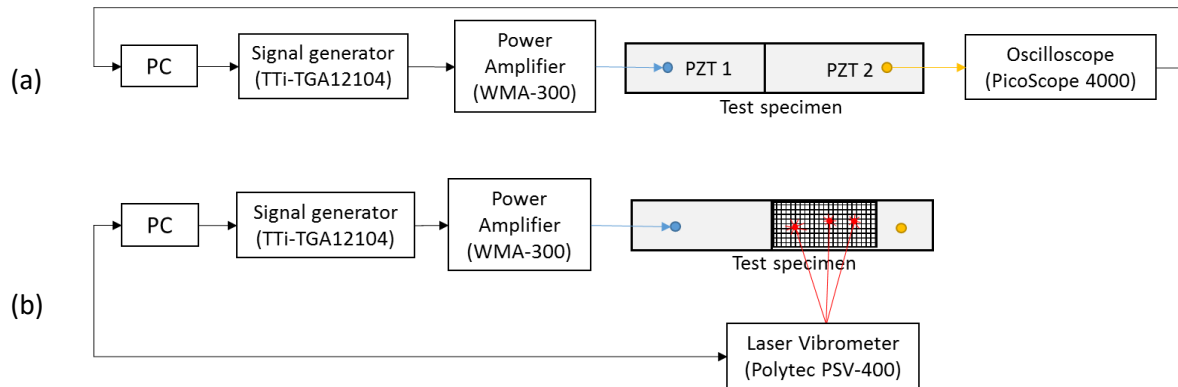 (a)
PC
Signal generator
(TTi-TGA12104)
Power
Amplifier
(WMA-300)
PZT 1
PZT 2
Test specimen
Oscilloscope
(PicoScope 4000)
(b)
PC
Signal generator
(TTi-TGA12104)
Power
Amplifier
(WMA-300)
Test specimen
Laser Vibrometer
(Polytec PSV-400)